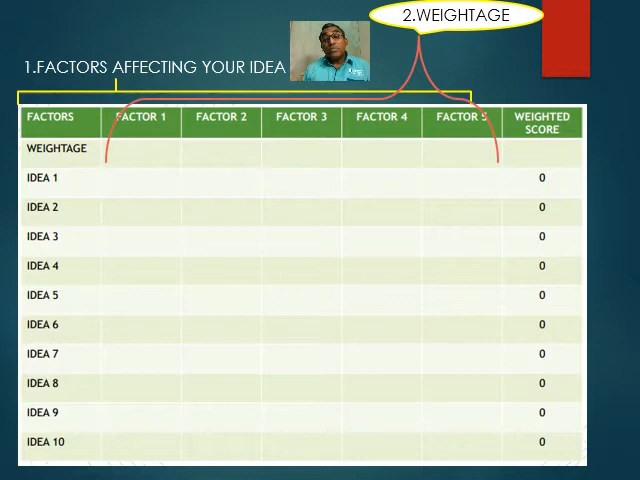 2.WEIGHTAGE
1.FACTORS AFFECTING YOUR IDEA
FACTORS FACTOR 1 FACTOR 2 FACTOR 3 FACTOR 4 FACTOR 5 WEIGHTED SCORE
WEIGHTAGE
IDEA 1 0
IDEA 2 0
IDEA 3 0
IDEA 4 0
IDEA 5 0
IDEA 6 0
IDEA 7 0
IDEA 8 0
IDEA 9 0
IDEA 10 0